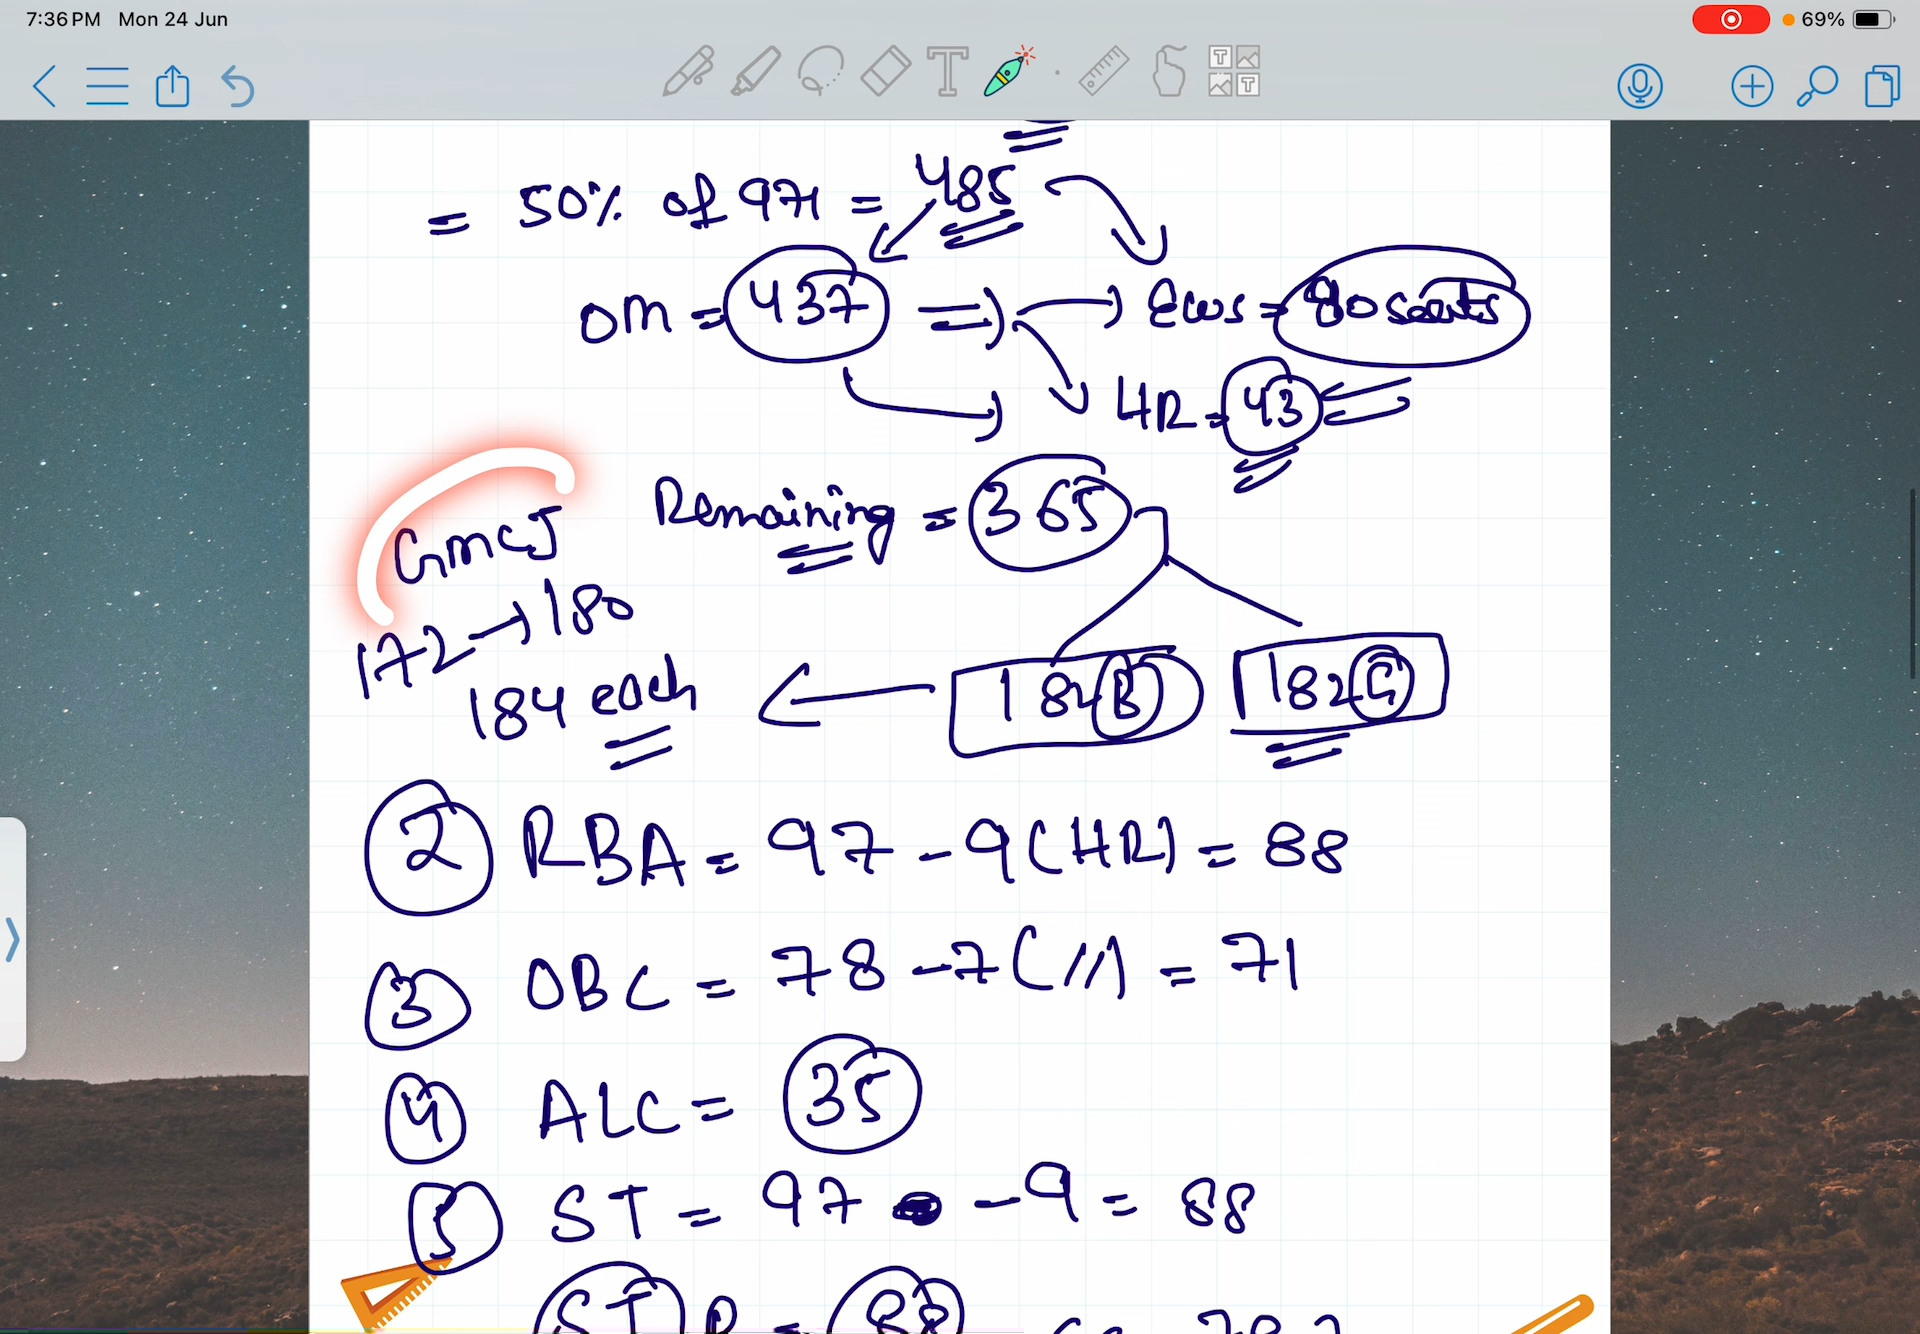 7:36 PM Mon 24 Jun
69%
= 50% of 971 = 485
OM = 437 => EWS = 80 seats
HR = 43
GMCJ
Remaining = 365
172 → 180
184 each
182 B 182 G
2 RBA = 97 - 9 (HR) = 88
3 OBC = 78 - 7 ( // ) = 71
4 ALC = 35
5 ST = 97 - 9 = 88